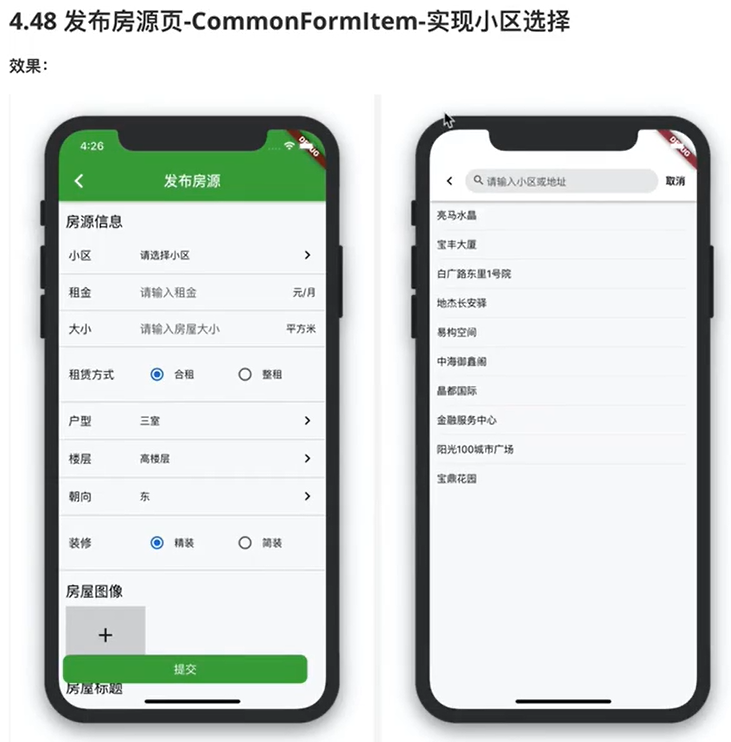 4.48 发布房源页-CommonFormItem-实现小区选择
效果：
4:26
DEBUG
发布房源
房源信息
小区 请选择小区
租金 请输入租金 元/月
大小 请输入房屋大小 平方米
租赁方式 合租 整租
户型 三室
楼层 高楼层
朝向 东
装修 精装 简装
房屋图像
+
提交
房屋标题
DEBUG
请输入小区或地址 取消
亮马水晶
宝丰大厦
白广路东里1号院
地杰长安驿
易构空间
中海御鑫阁
晶都国际
金融服务中心
阳光100城市广场
宝鼎花园